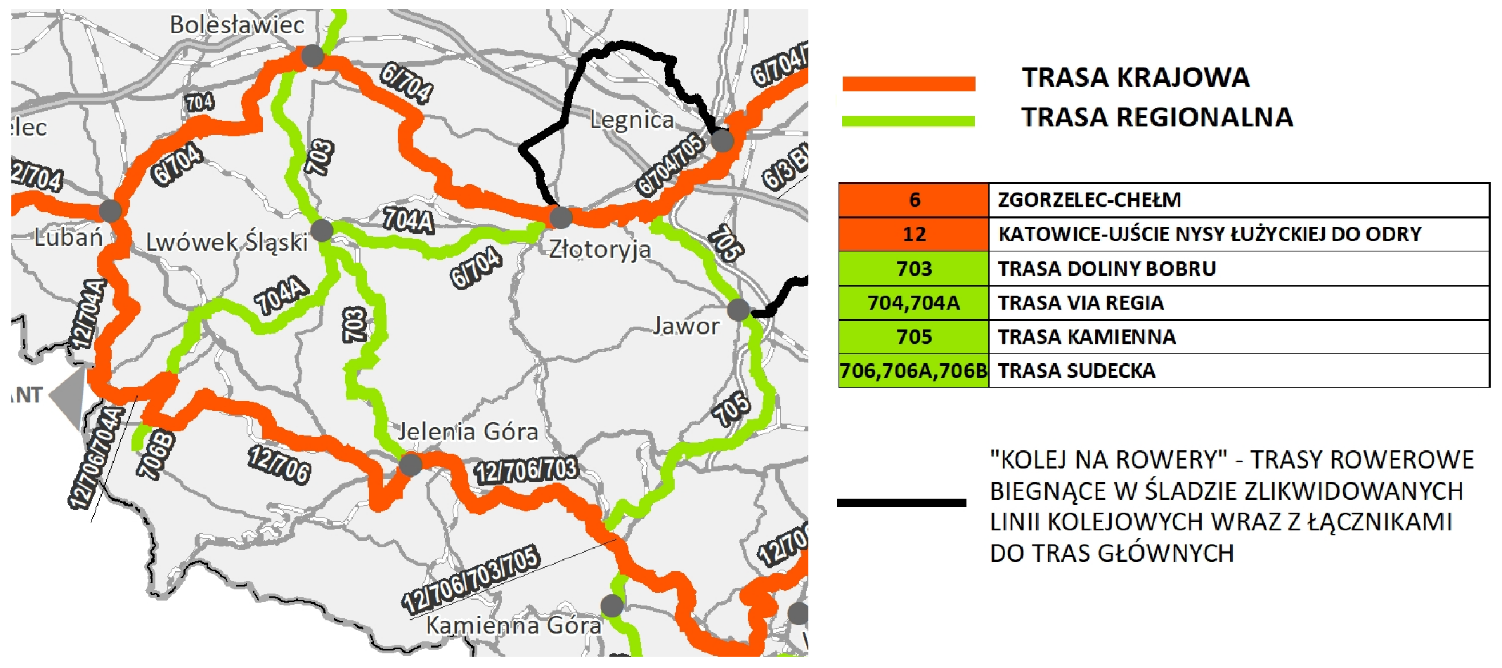 Bolesławiec
6/704
6/704/7
704
Legnica
elec
703
6/704/705
6/3 B
2/704
6/704
704A
Lubań
Lwówek Śląski
Złotoryja
705
6/704
704A
12/704A
703
Jawor
ANT
705
12/706/704A
706B
Jelenia Góra
12/706
12/706/703
12/70
12/706/703/705
Kamienna Góra
TRASA KRAJOWA
TRASA REGIONALNA
6 ZGORZELEC-CHEŁM
12 KATOWICE-UJŚCIE NYSY ŁUŻYCKIEJ DO ODRY
703 TRASA DOLINY BOBRU
704,704A TRASA VIA REGIA
705 TRASA KAMIENNA
706,706A,706B TRASA SUDECKA
"KOLEJ NA ROWERY" - TRASY ROWEROWE
BIEGNĄCE W ŚLADZIE ZLIKWIDOWANYCH
LINII KOLEJOWYCH WRAZ Z ŁĄCZNIKAMI
DO TRAS GŁÓWNYCH